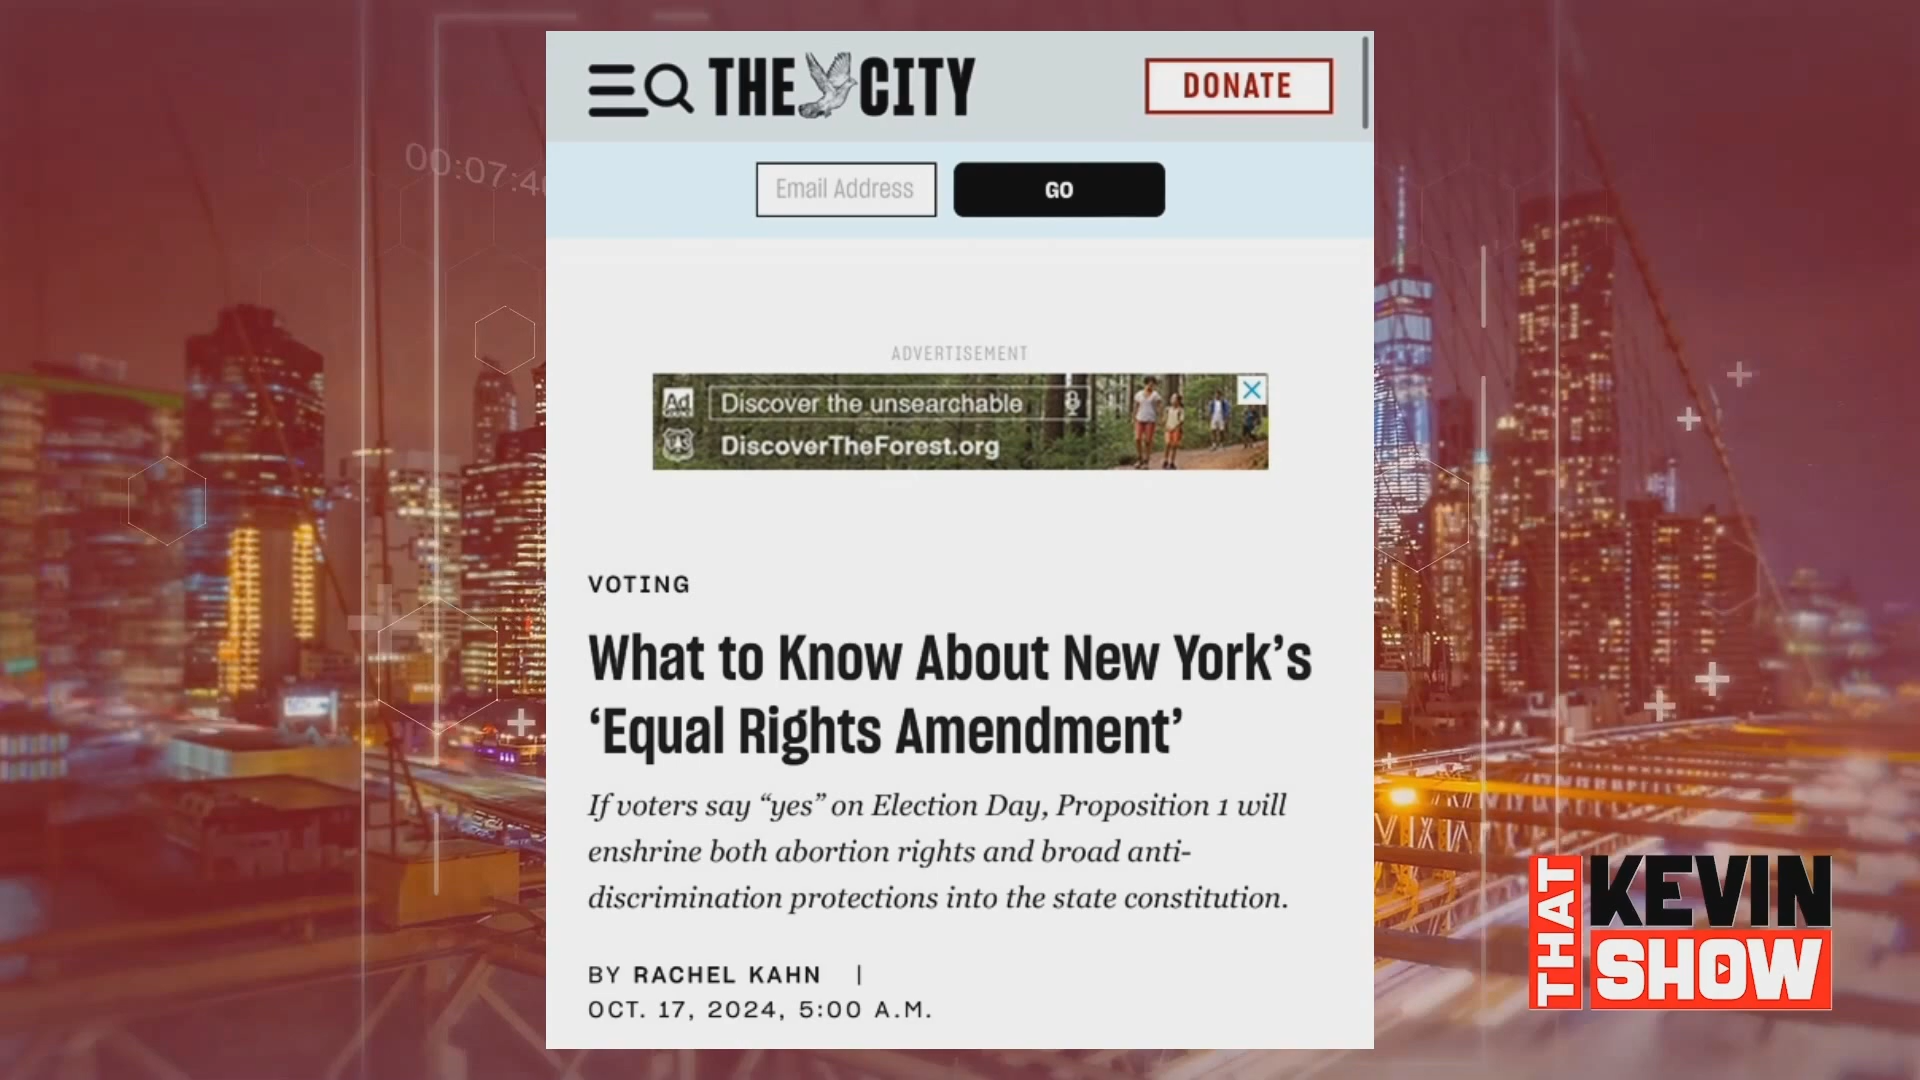 THE CITY
DONATE
00:07:4
Email Address
GO
ADVERTISEMENT
Ad
Discover the unsearchable
DiscoverTheForest.org
VOTING
What to Know About New York’s
‘Equal Rights Amendment’
If voters say “yes” on Election Day, Proposition 1 will
enshrine both abortion rights and broad anti-
discrimination protections into the state constitution.
BY RACHEL KAHN |
OCT. 17, 2024, 5:00 A.M.
THAT
KEVIN
SHOW